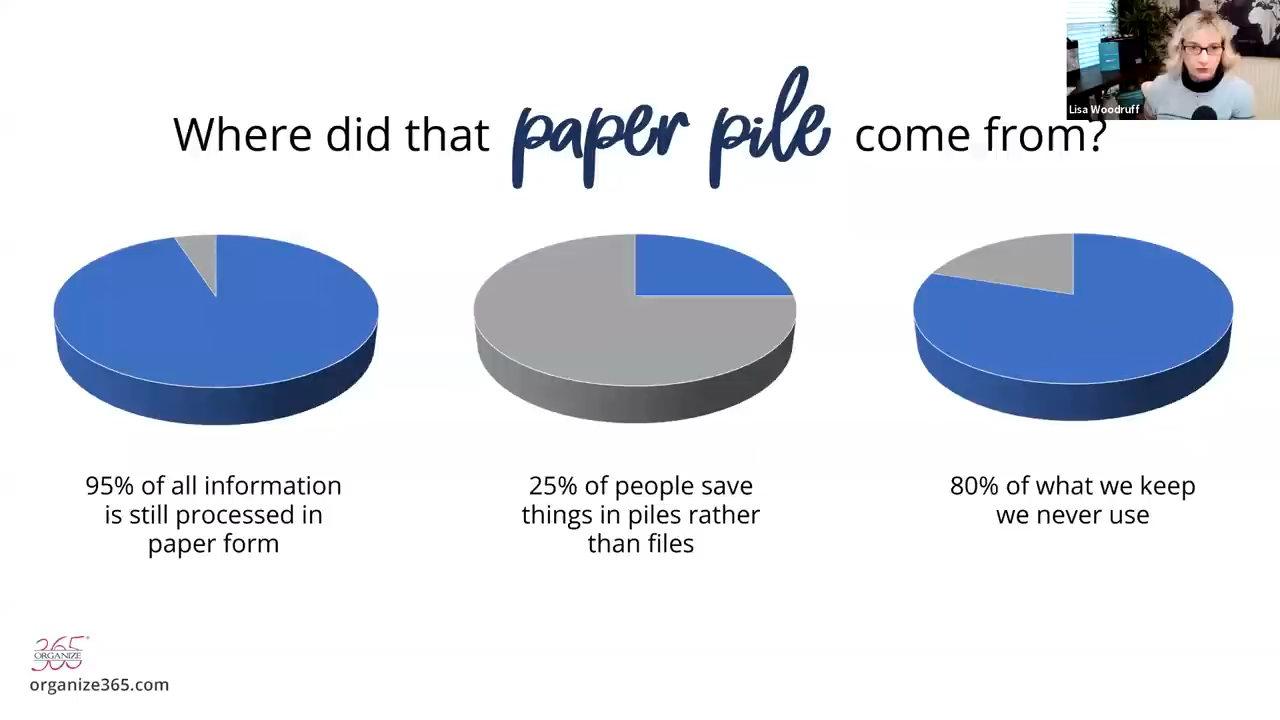 Lisa Woodruff
Where did that paper pile come from?
95% of all information
is still processed in
paper form
25% of people save
things in piles rather
than files
80% of what we keep
we never use
365®
ORGANIZE
organize365.com